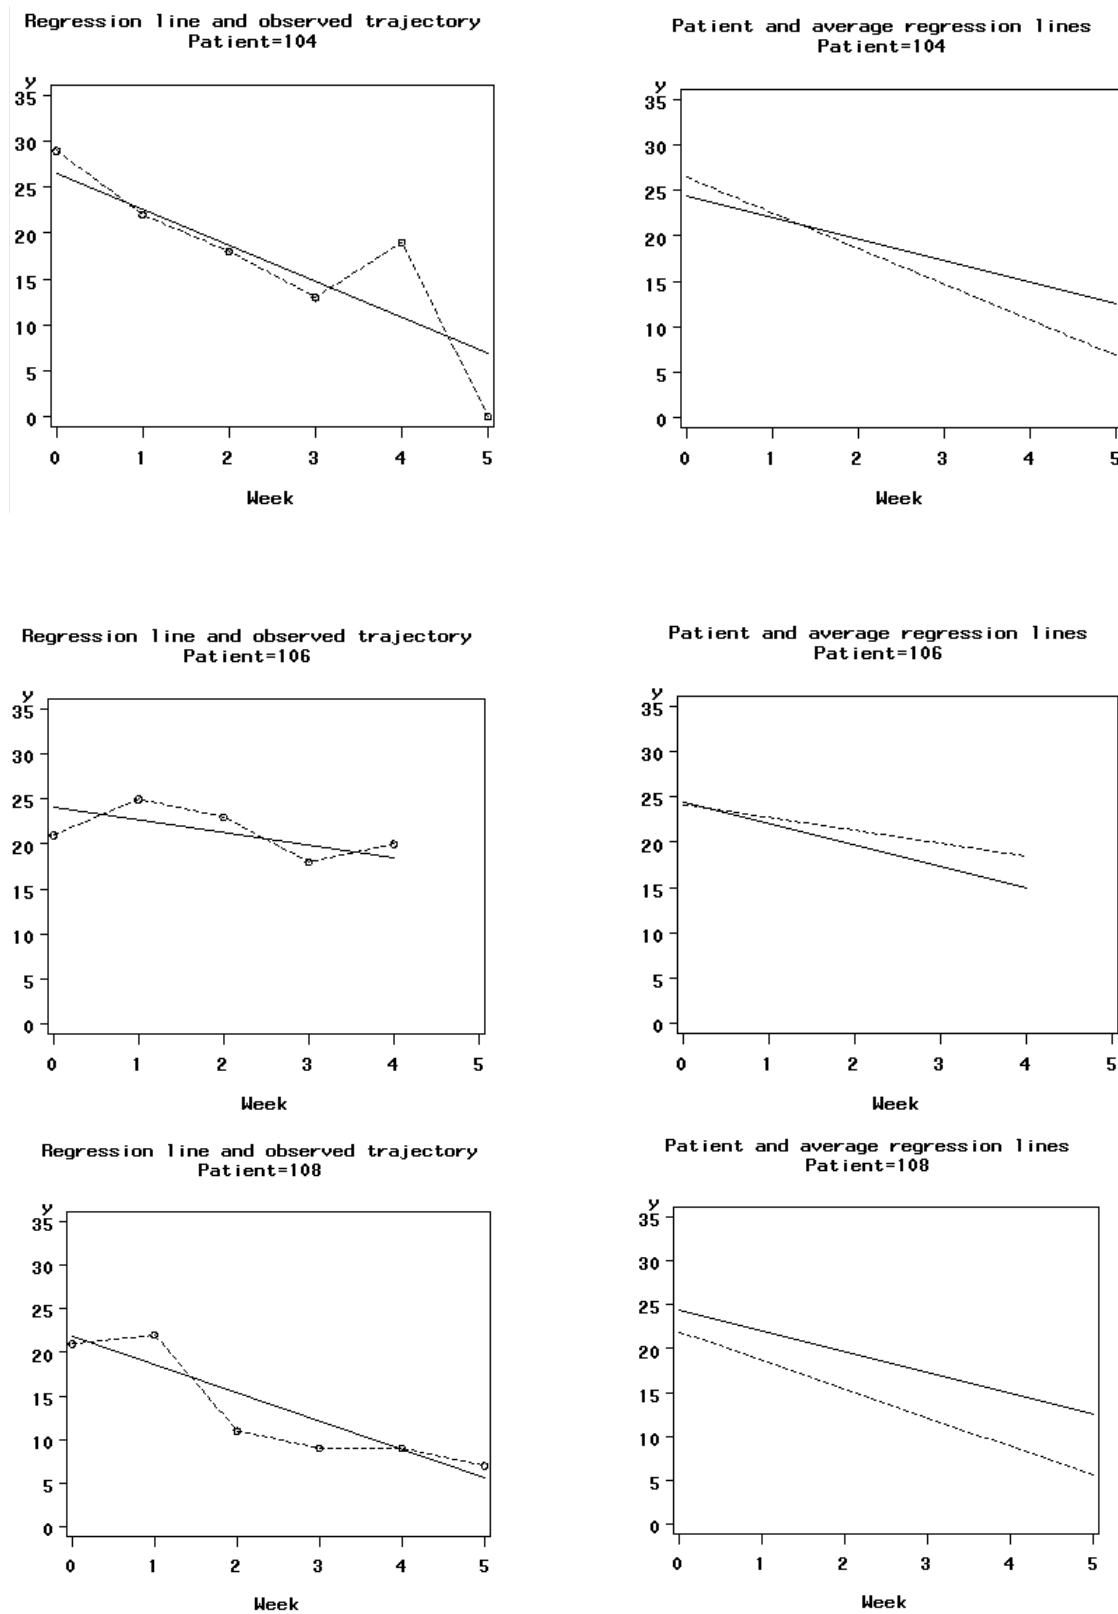 Regression line and observed trajectory
Patient=104
y
35
30
25
20
15
10
5
0
0 1 2 3 4 5
Week
Patient and average regression lines
Patient=104
y
35
30
25
20
15
10
5
0
0 1 2 3 4 5
Week
Regression line and observed trajectory
Patient=106
y
35
30
25
20
15
10
5
0
0 1 2 3 4 5
Week
Patient and average regression lines
Patient=106
y
35
30
25
20
15
10
5
0
0 1 2 3 4 5
Week
Regression line and observed trajectory
Patient=108
y
35
30
25
20
15
10
5
0
0 1 2 3 4 5
Week
Patient and average regression lines
Patient=108
y
35
30
25
20
15
10
5
0
0 1 2 3 4 5
Week